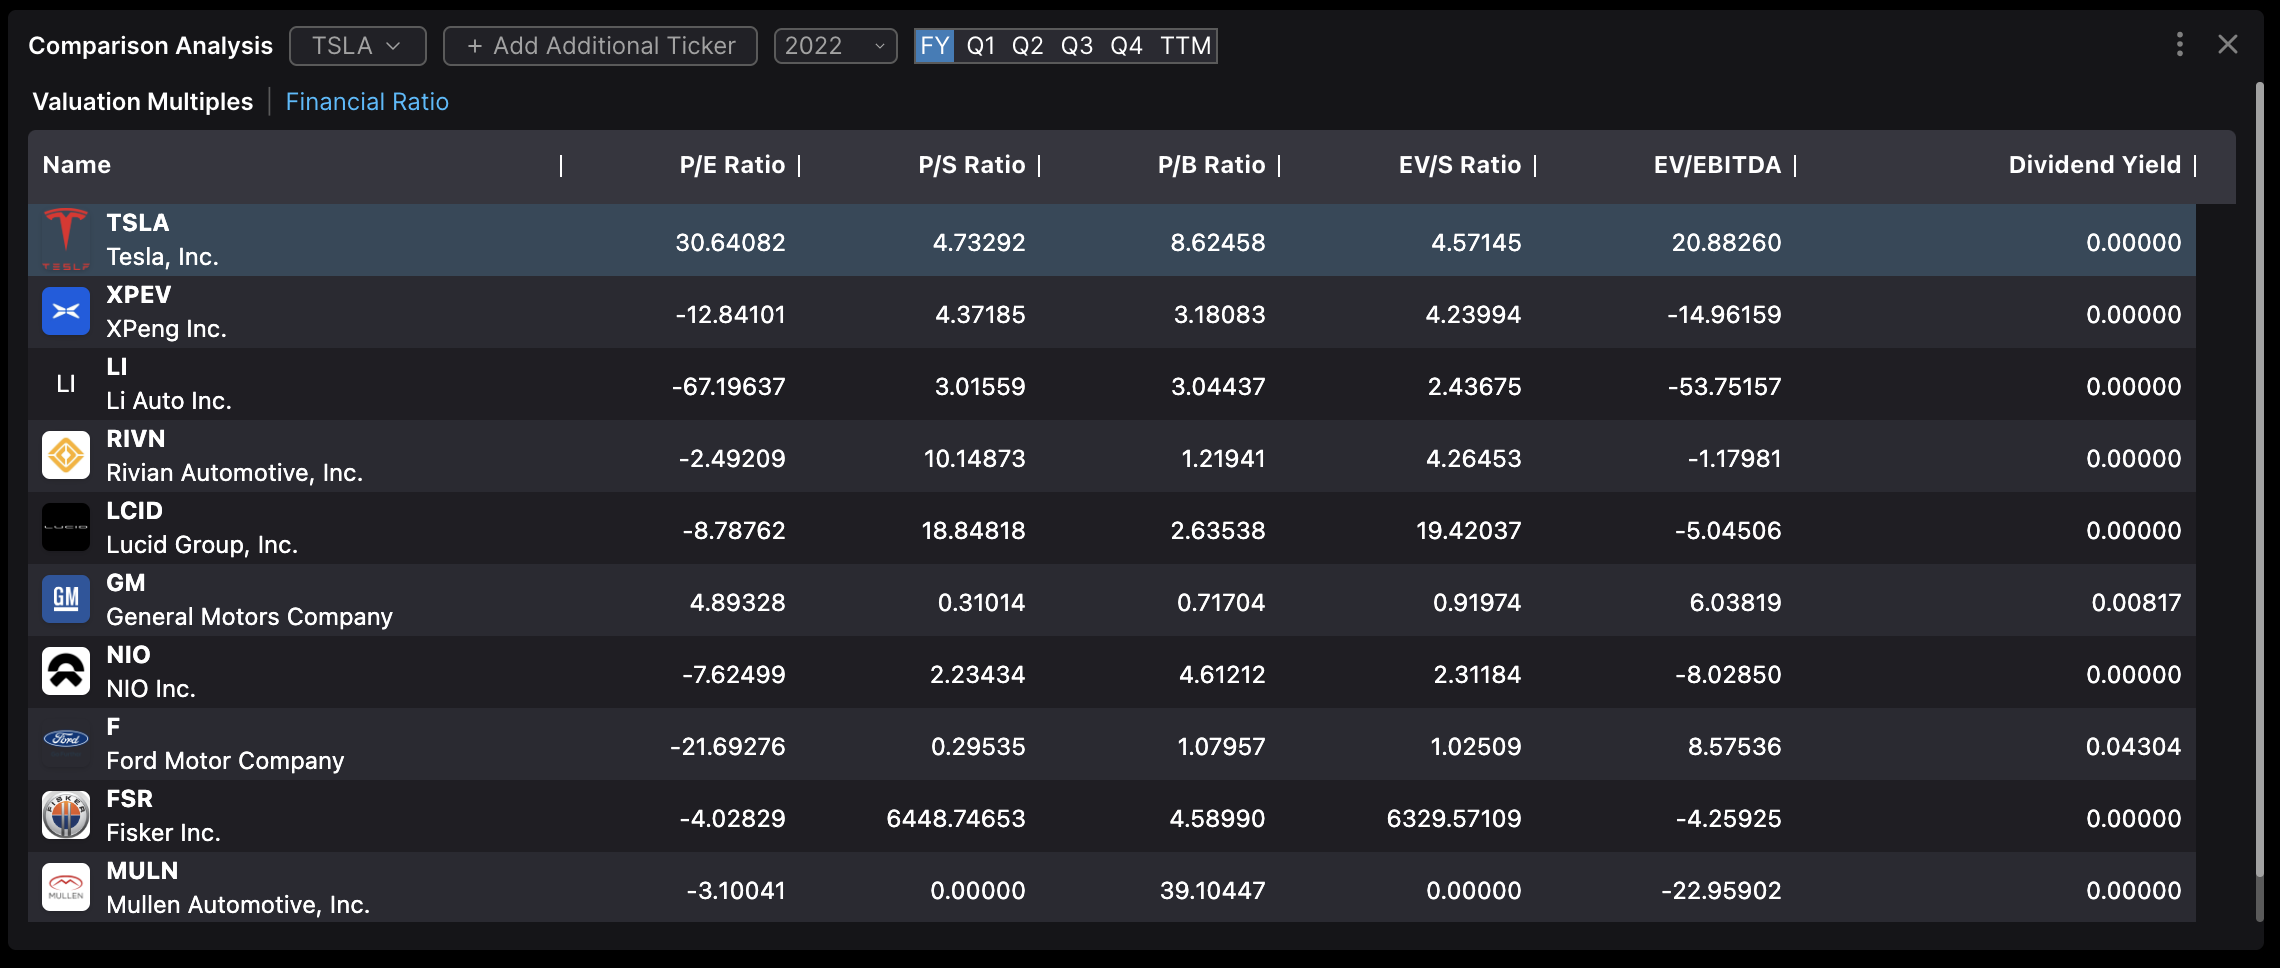 Comparison Analysis TSLA + Add Additional Ticker 2022 FY Q1 Q2 Q3 Q4 TTM
Valuation Multiples | Financial Ratio
Name P/E Ratio P/S Ratio P/B Ratio EV/S Ratio EV/EBITDA Dividend Yield
TESLA
TSLA
Tesla, Inc. 30.64082 4.73292 8.62458 4.57145 20.88260 0.00000
XPEV
XPeng Inc. -12.84101 4.37185 3.18083 4.23994 -14.96159 0.00000
LI
LI
Li Auto Inc. -67.19637 3.01559 3.04437 2.43675 -53.75157 0.00000
RIVN
Rivian Automotive, Inc. -2.49209 10.14873 1.21941 4.26453 -1.17981 0.00000
LUCID
LCID
Lucid Group, Inc. -8.78762 18.84818 2.63538 19.42037 -5.04506 0.00000
GM
GM
General Motors Company 4.89328 0.31014 0.71704 0.91974 6.03819 0.00817
NIO
NIO Inc. -7.62499 2.23434 4.61212 2.31184 -8.02850 0.00000
Ford
F
Ford Motor Company -21.69276 0.29535 1.07957 1.02509 8.57536 0.04304
FISKER
FSR
Fisker Inc. -4.02829 6448.74653 4.58990 6329.57109 -4.25925 0.00000
MULLEN
MULN
Mullen Automotive, Inc. -3.10041 0.00000 39.10447 0.00000 -22.95902 0.00000